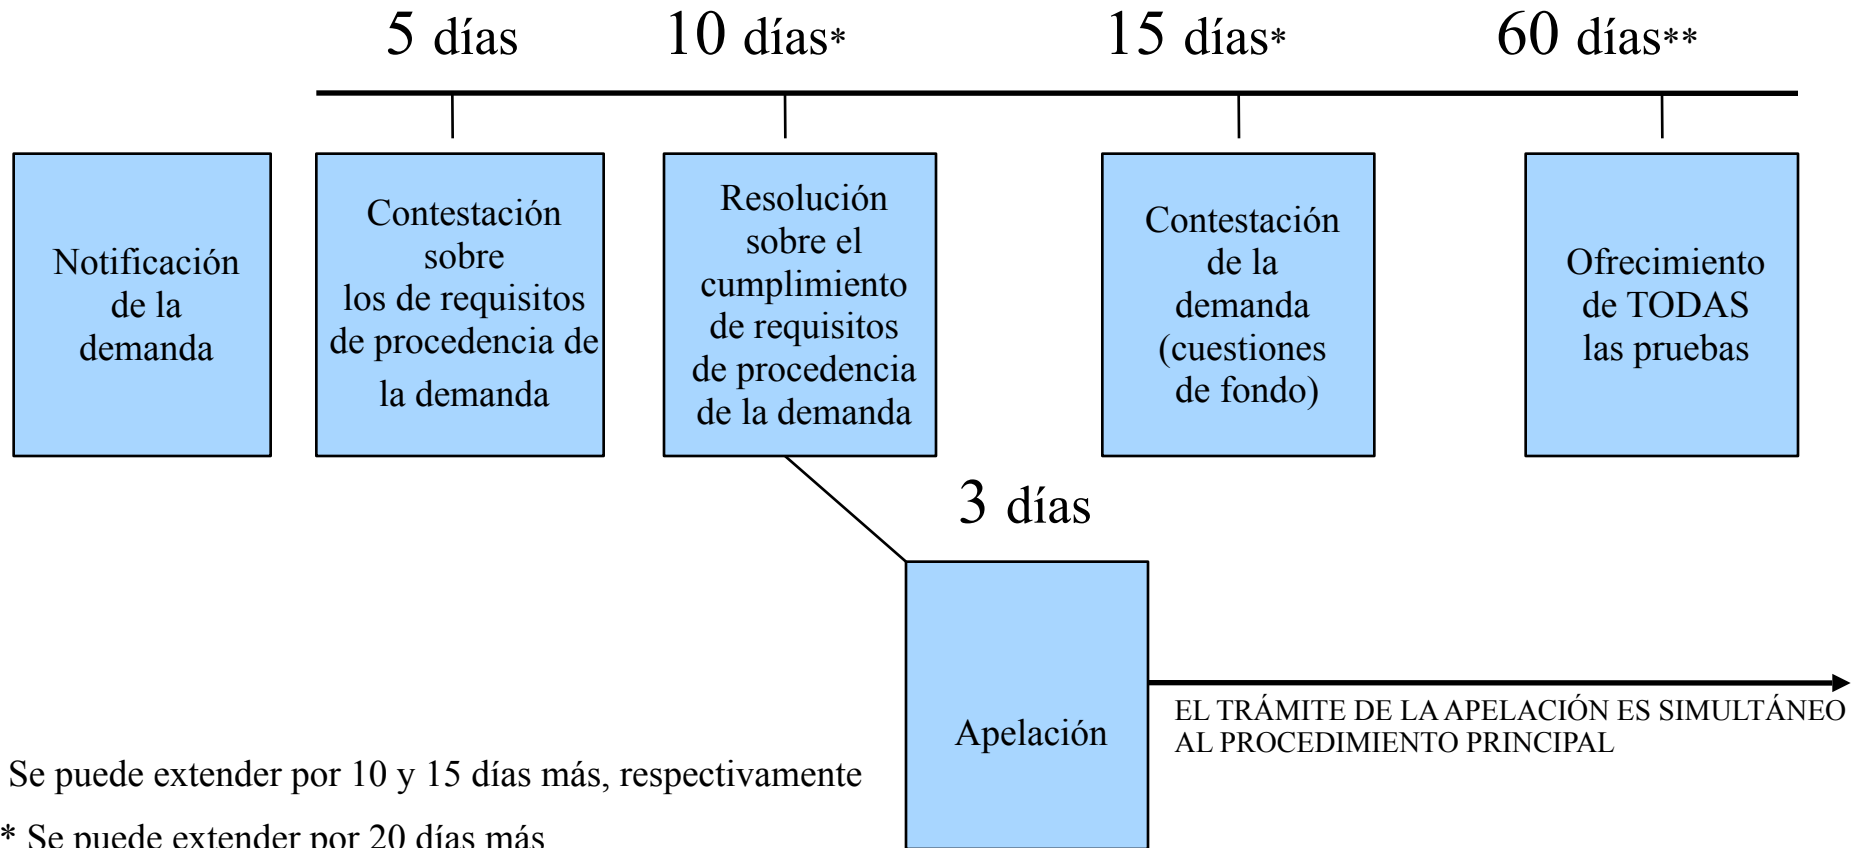 5 días
10 días*
15 días*
60 días**
Notificación
de la
demanda
Contestación
sobre
los de requisitos
de procedencia de
la demanda
Resolución
sobre el
cumplimiento
de requisitos
de procedencia
de la demanda
Contestación
de la
demanda
(cuestiones
de fondo)
Ofrecimiento
de TODAS
las pruebas
3 días
Apelación
EL TRÁMITE DE LA APELACIÓN ES SIMULTÁNEO
AL PROCEDIMIENTO PRINCIPAL
Se puede extender por 10 y 15 días más, respectivamente
* Se puede extender por 20 días más